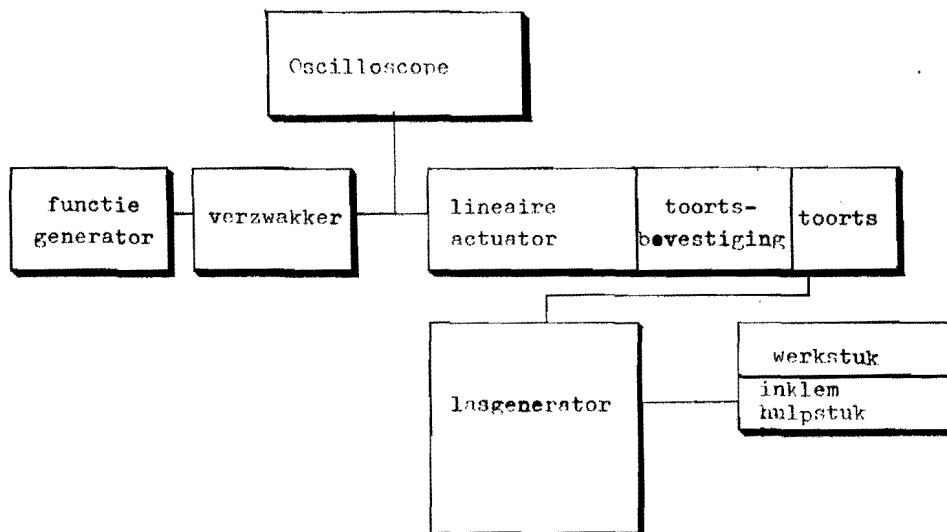 Oscilloscope
functie
generator
verzwakker
lineaire
actuator
toorts-
bevestiging
toorts
lasgenerator
werkstuk
inklem
hulpstuk